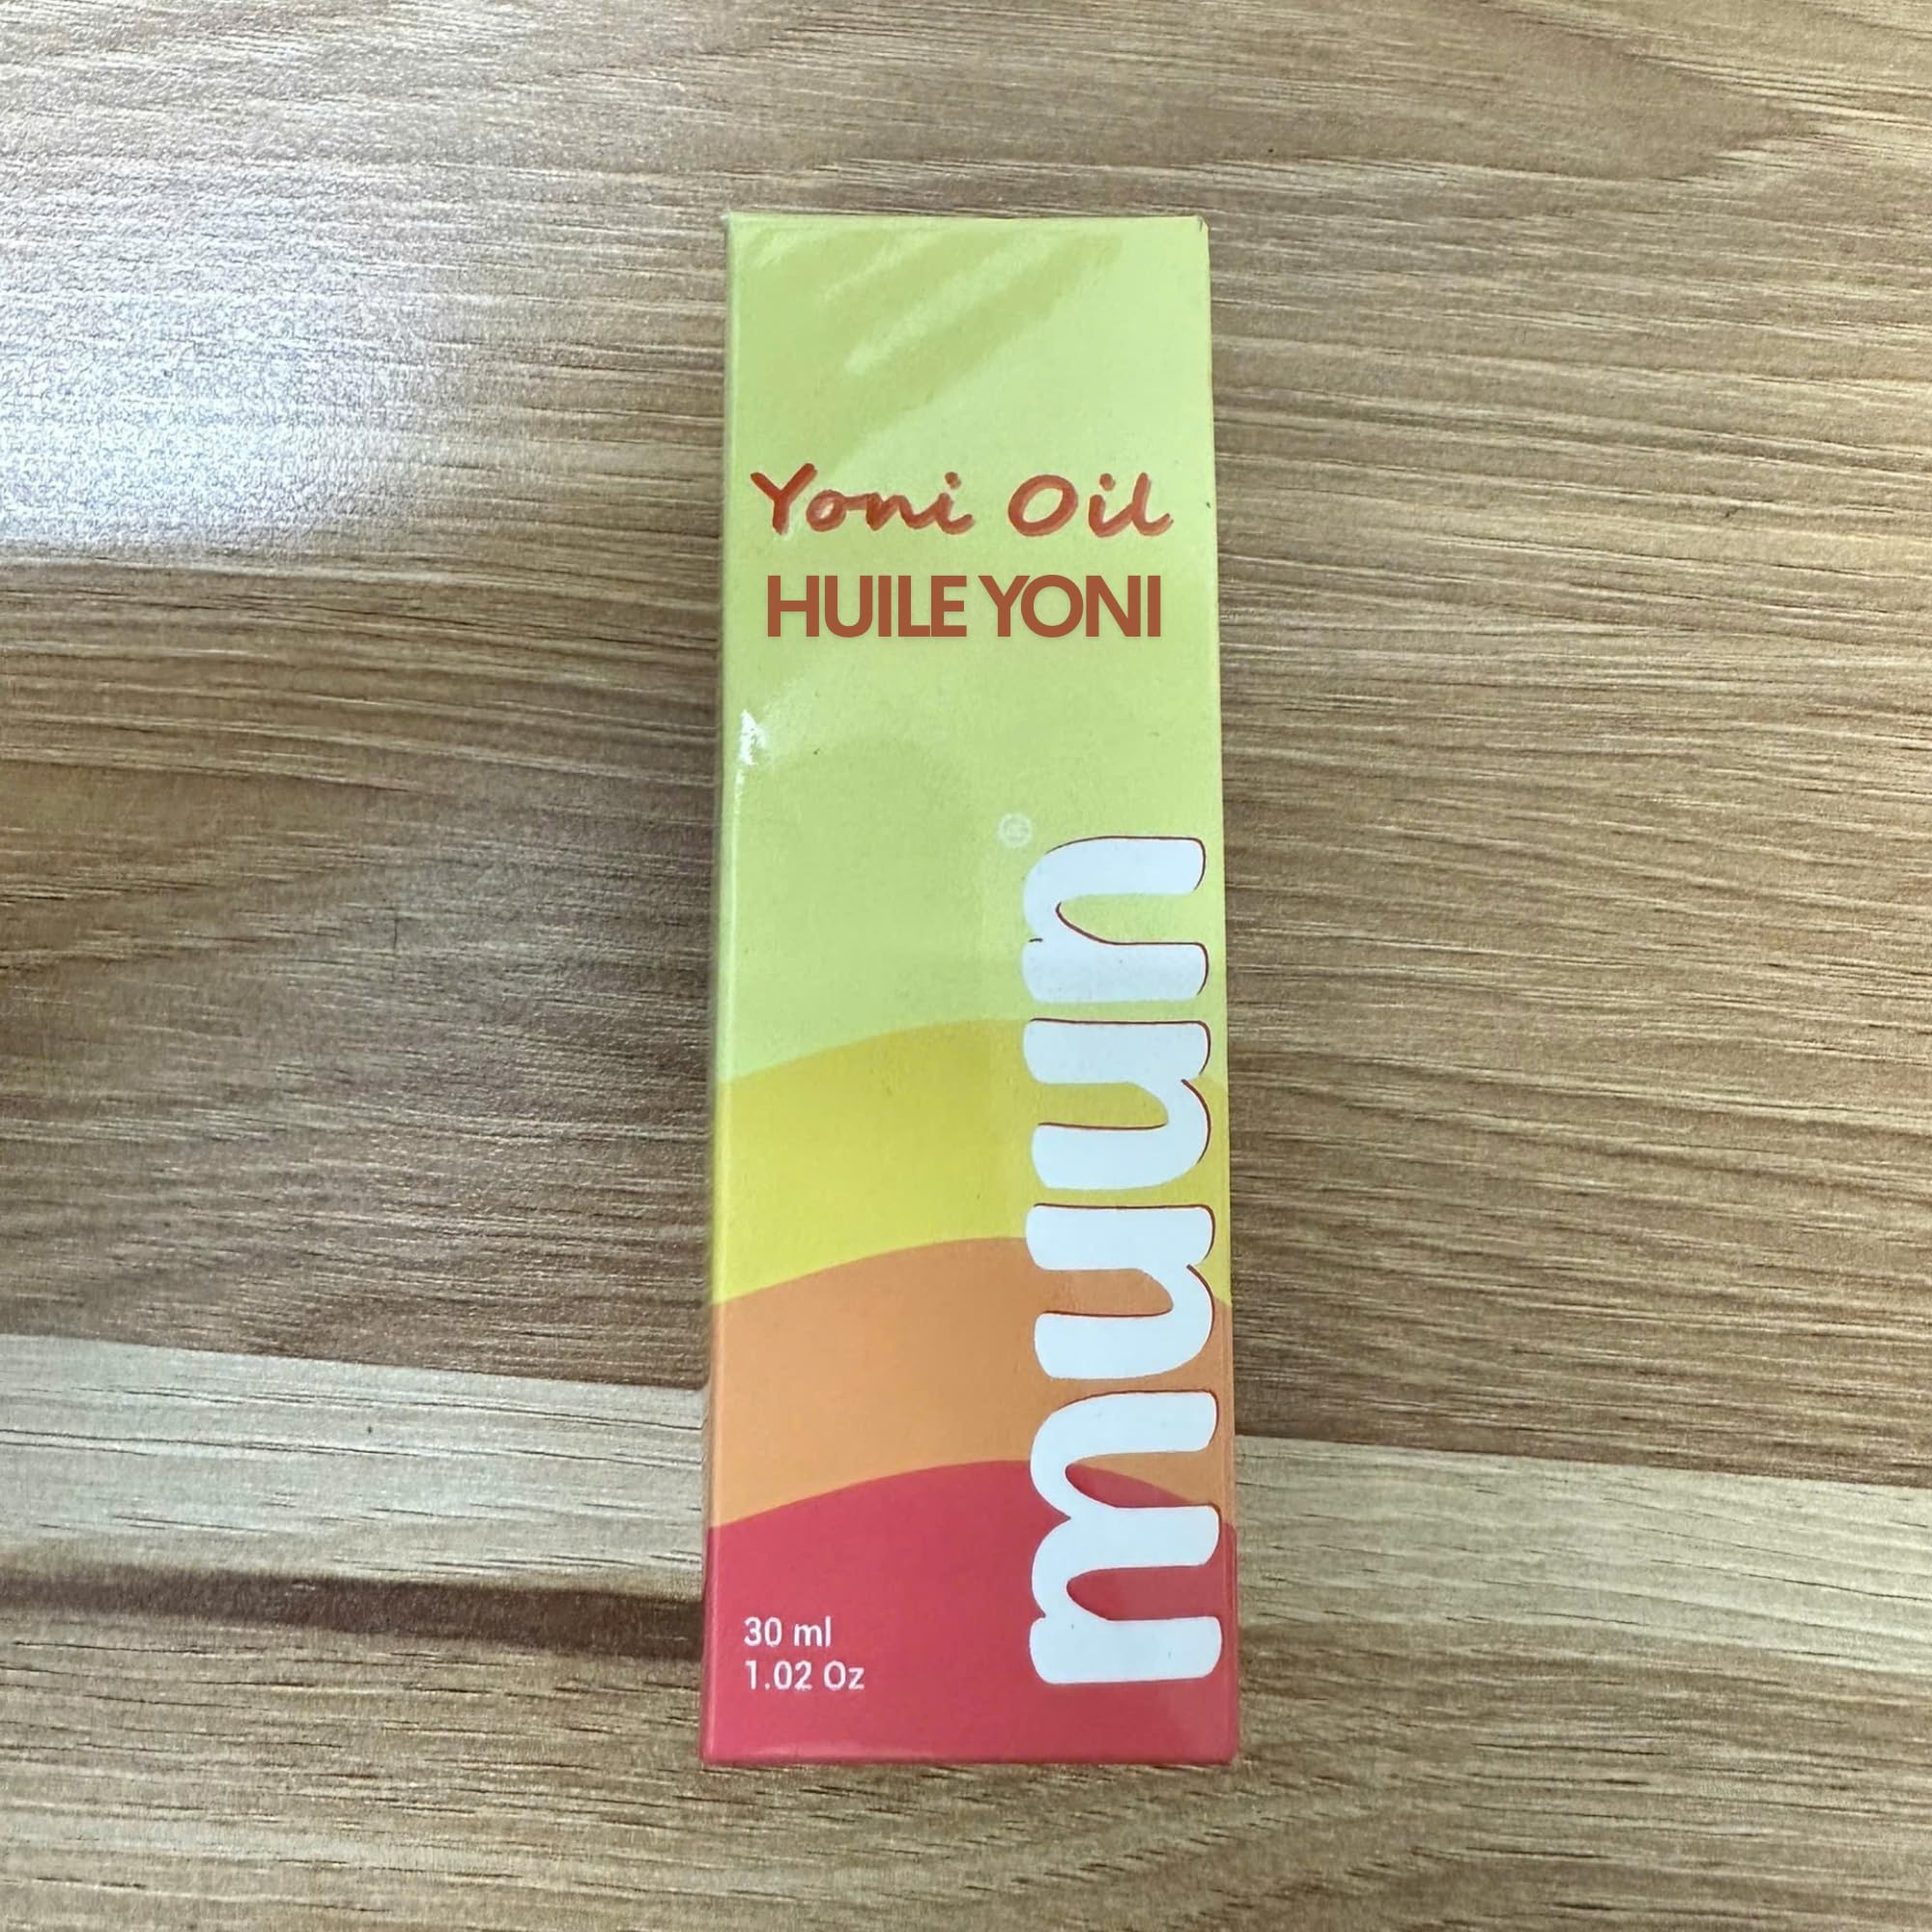 Yoni Oil
HUILE YONI
muun
30 ml
1.02 Oz